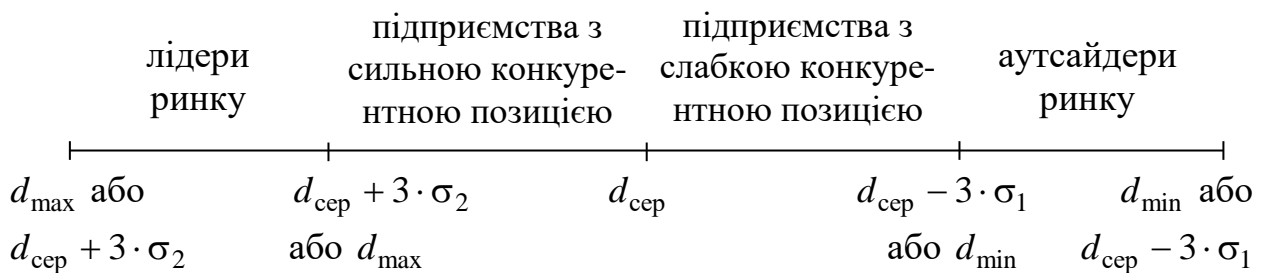 лідери
ринку
підприємства з
сильною конкуре-
нтною позицією
підприємства з
слабкою конкуре-
нтною позицією
аутсайдери
ринку
d_max або
d_сер + 3 · σ_2
d_сер + 3 · σ_2
або d_max
d_сер
d_сер − 3 · σ_1
або d_min
d_min або
d_сер − 3 · σ_1